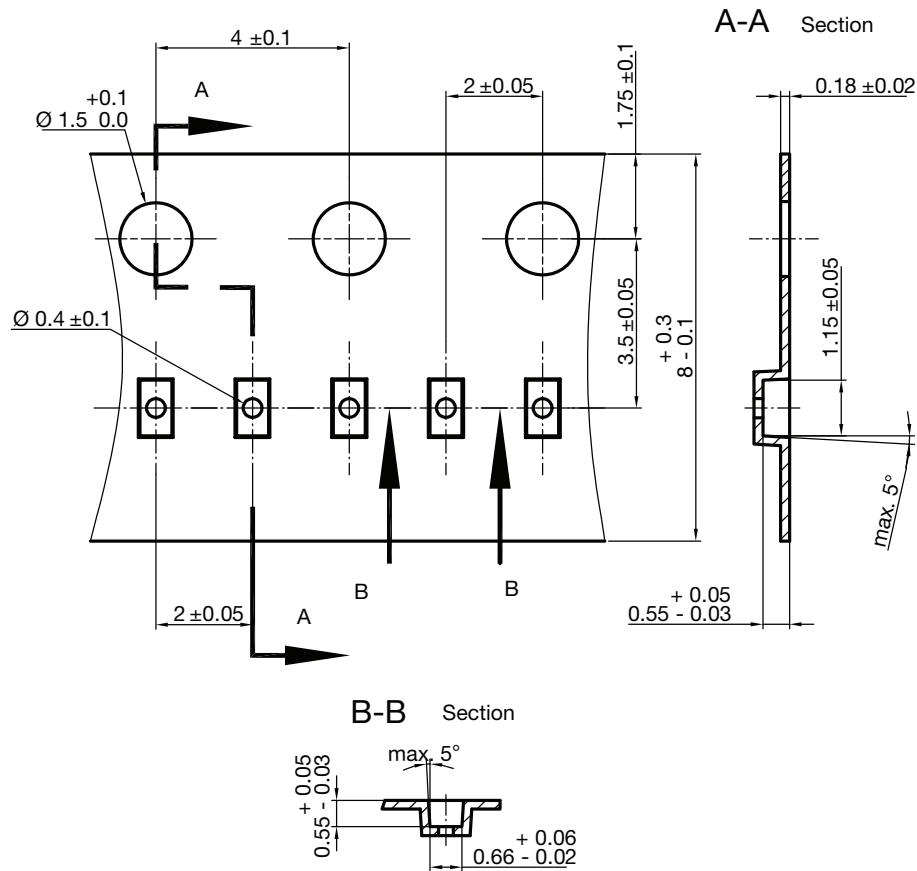 A-A Section
4 ±0.1
A
+0.1
Ø 1.5 0.0
2 ±0.05
1.75 ±0.1
0.18 ±0.02
Ø 0.4 ±0.1
3.5 ±0.05
+ 0.3
8 - 0.1
1.15 ±0.05
max. 5°
B
B
2 ±0.05
A
+ 0.05
0.55 - 0.03
B-B Section
max. 5°
+ 0.05
0.55 - 0.03
+ 0.06
0.66 - 0.02